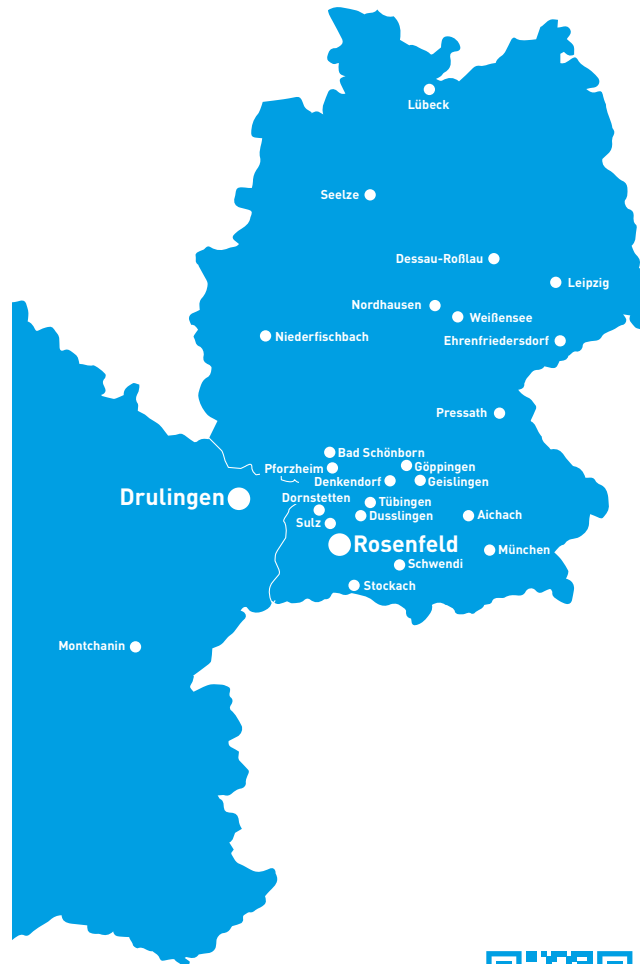 Lübeck
Seelze
Dessau-Roßlau
Leipzig
Nordhausen
Weißensee
Niederfischbach
Ehrenfriedersdorf
Pressath
Bad Schönborn
Pforzheim
Göppingen
Denkendorf
Geislingen
Drulingen
Dornstetten
Tübingen
Sulz
Dusslingen
Aichach
Rosenfeld
München
Schwendi
Stockach
Montchanin